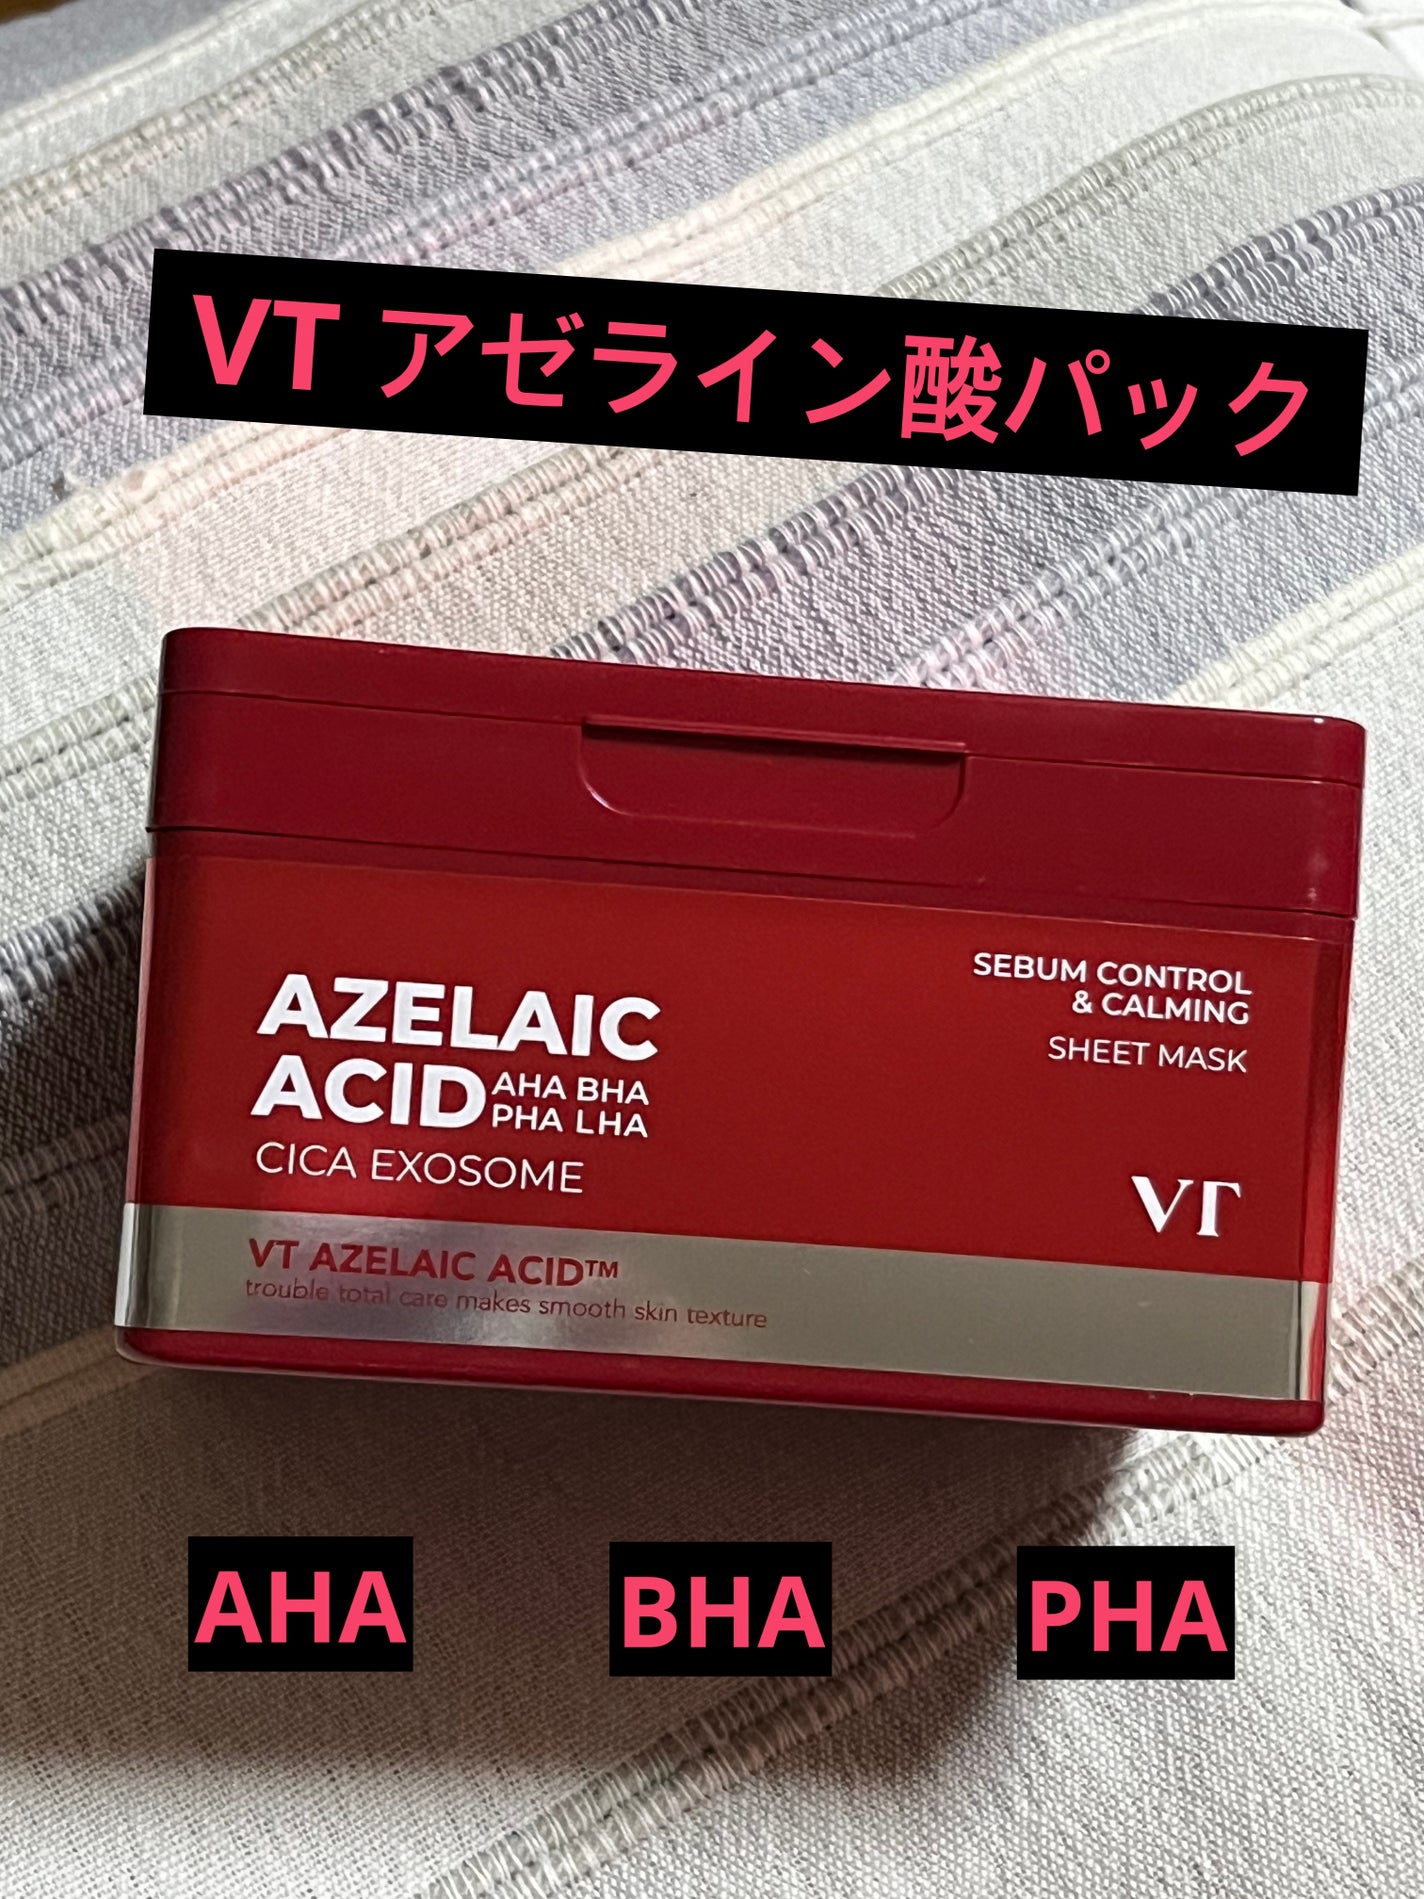 VT アゼライン酸パック
SEBUM CONTROL
& CALMING
SHEET MASK
AZELAIC
ACID AHA BHA
PHA LHA
CICA EXOSOME
VT
VT AZELAIC ACID™
trouble total care makes smooth skin texture
AHA
BHA
PHA